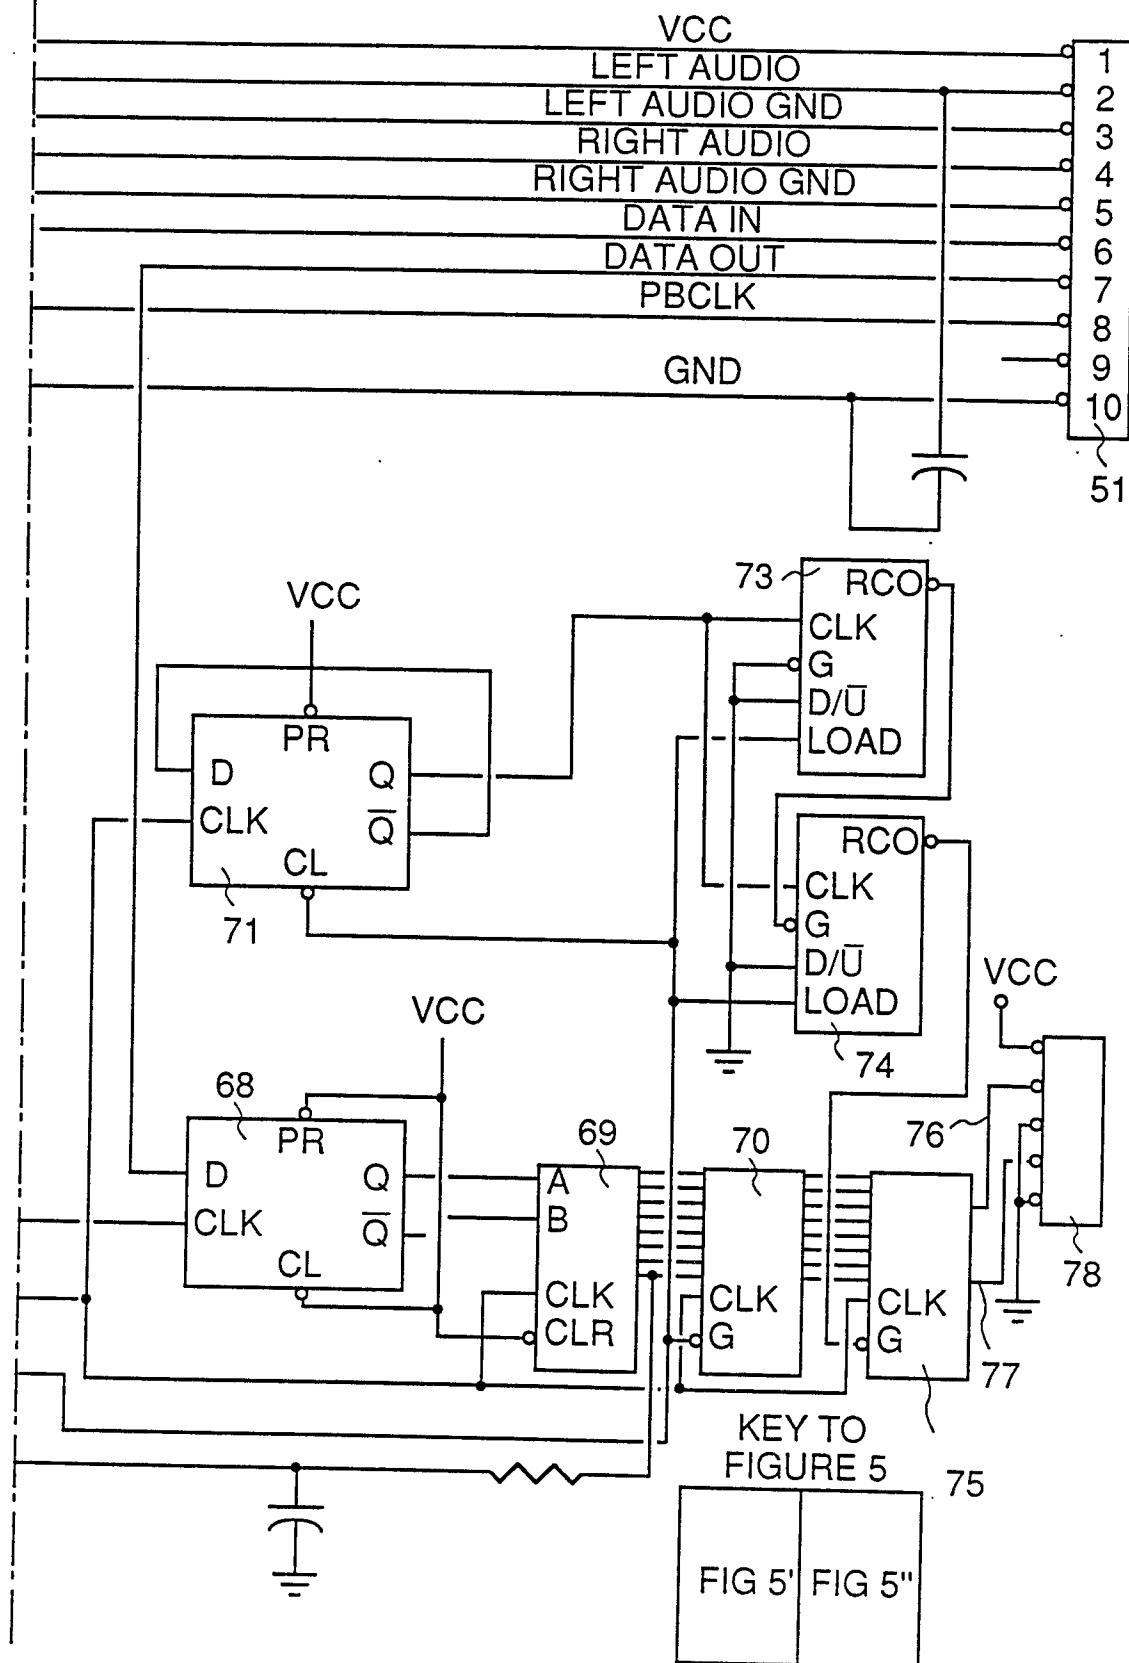 VCC
1
LEFT AUDIO
2
LEFT AUDIO GND
3
RIGHT AUDIO
4
RIGHT AUDIO GND
5
DATA IN
6
DATA OUT
7
PBCLK
8
9
GND
10
51
73
RCO
CLK
G
D/U̅
LOAD
VCC
PR
D
Q
CLK
Q̅
CL
71
RCO
CLK
G
D/U̅
LOAD
74
VCC
VCC
68
PR
D
Q
CLK
Q̅
CL
69
A
B
CLK
CLR
70
CLK
G
CLK
G
76
77
78
75
KEY TO
FIGURE 5
FIG 5' FIG 5"